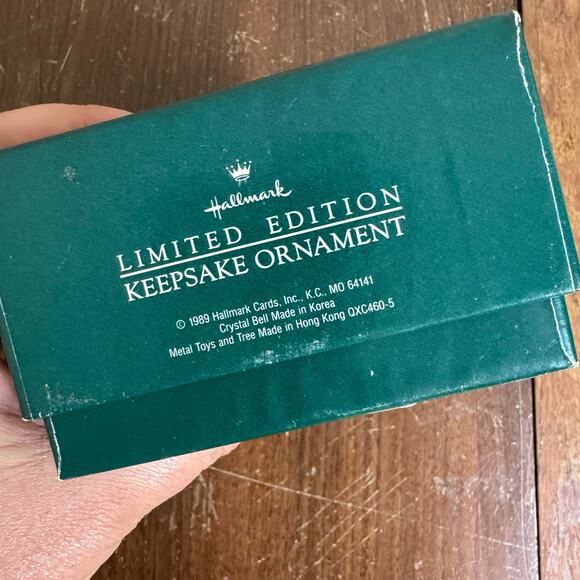 Hallmark
LIMITED EDITION
KEEPSAKE ORNAMENT
© 1989 Hallmark Cards, Inc., K.C., MO 64141
Crystal Bell Made in Korea
Metal Toys and Tree Made in Hong Kong QXC460-5